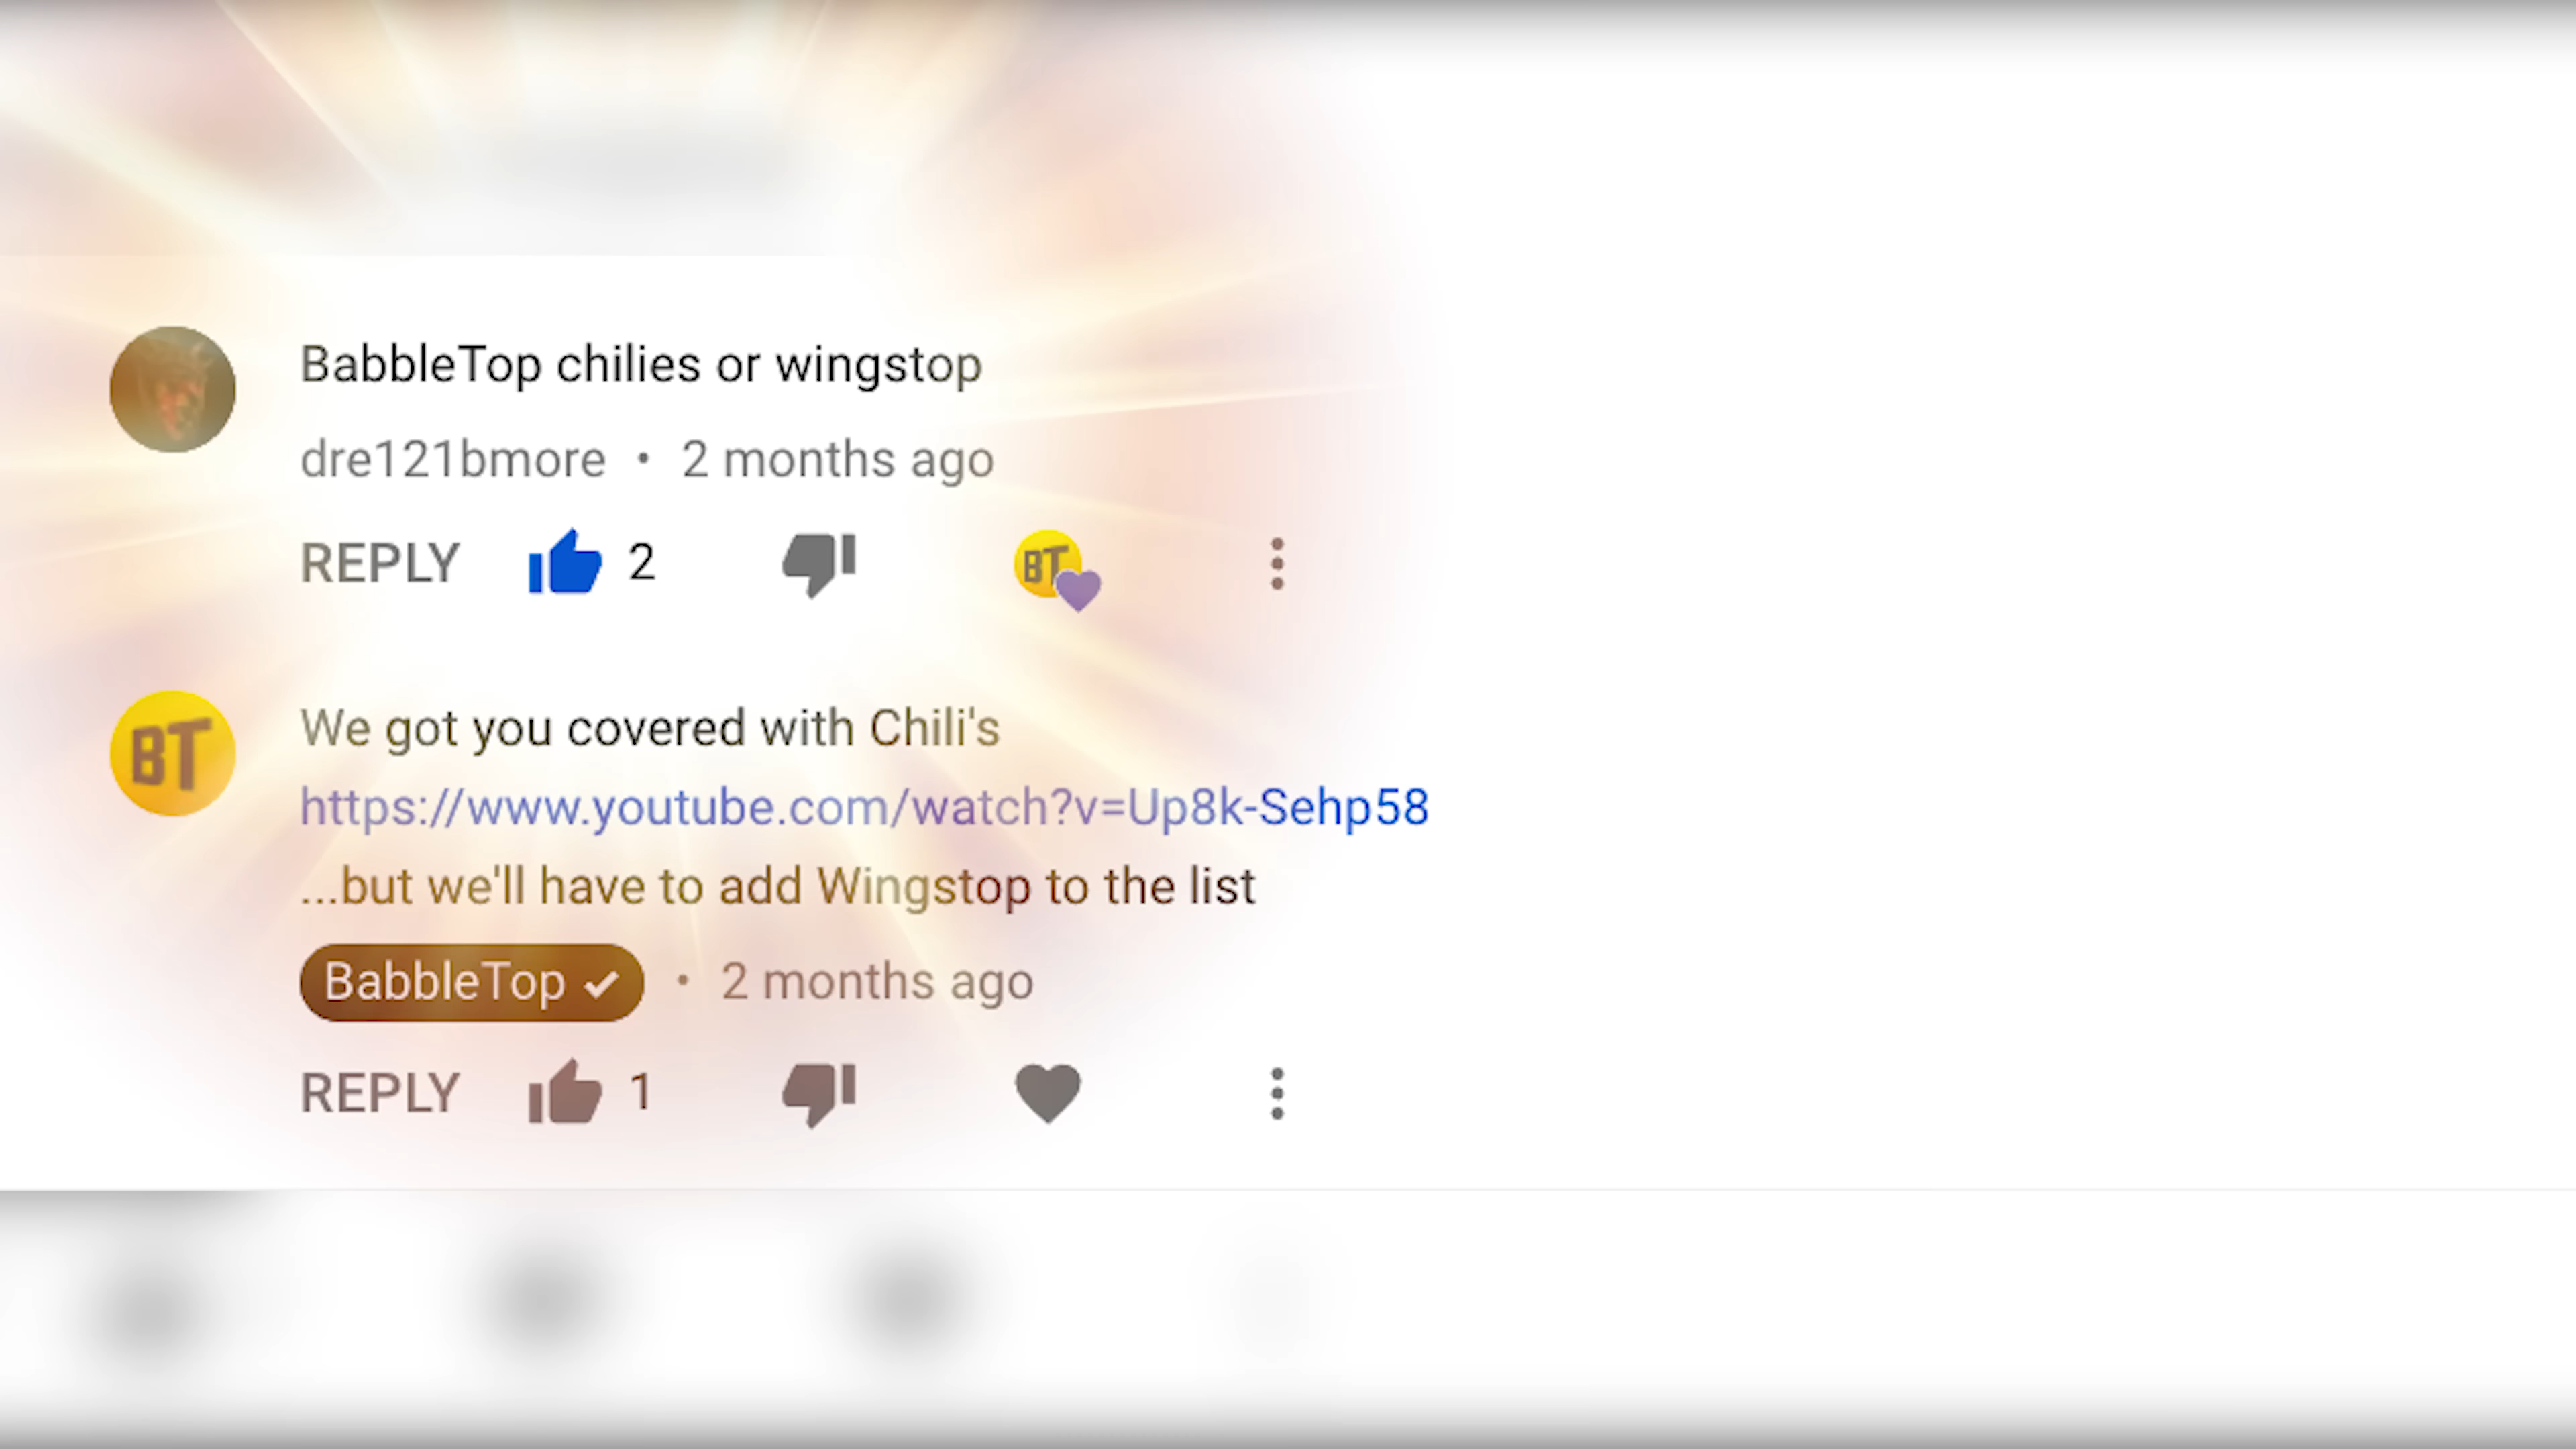 BabbleTop chilies or wingstop
dre121bmore • 2 months ago
REPLY 2
BT
BT
We got you covered with Chili's
https://www.youtube.com/watch?v=Up8k-Sehp58
...but we'll have to add Wingstop to the list
BabbleTop • 2 months ago
REPLY 1